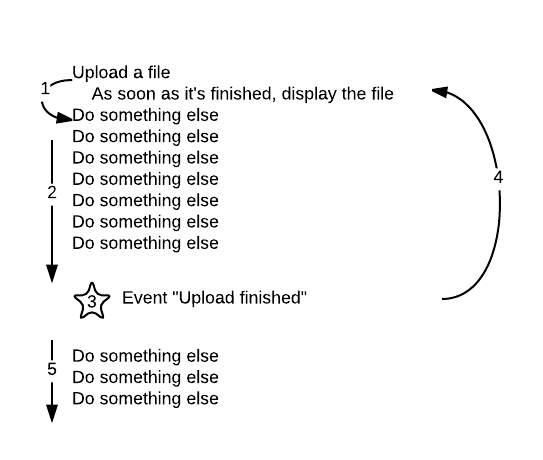 Upload a file
1
As soon as it's finished, display the file
Do something else
Do something else
Do something else
Do something else
4
2
Do something else
Do something else
Do something else
3 Event "Upload finished"
Do something else
5
Do something else
Do something else